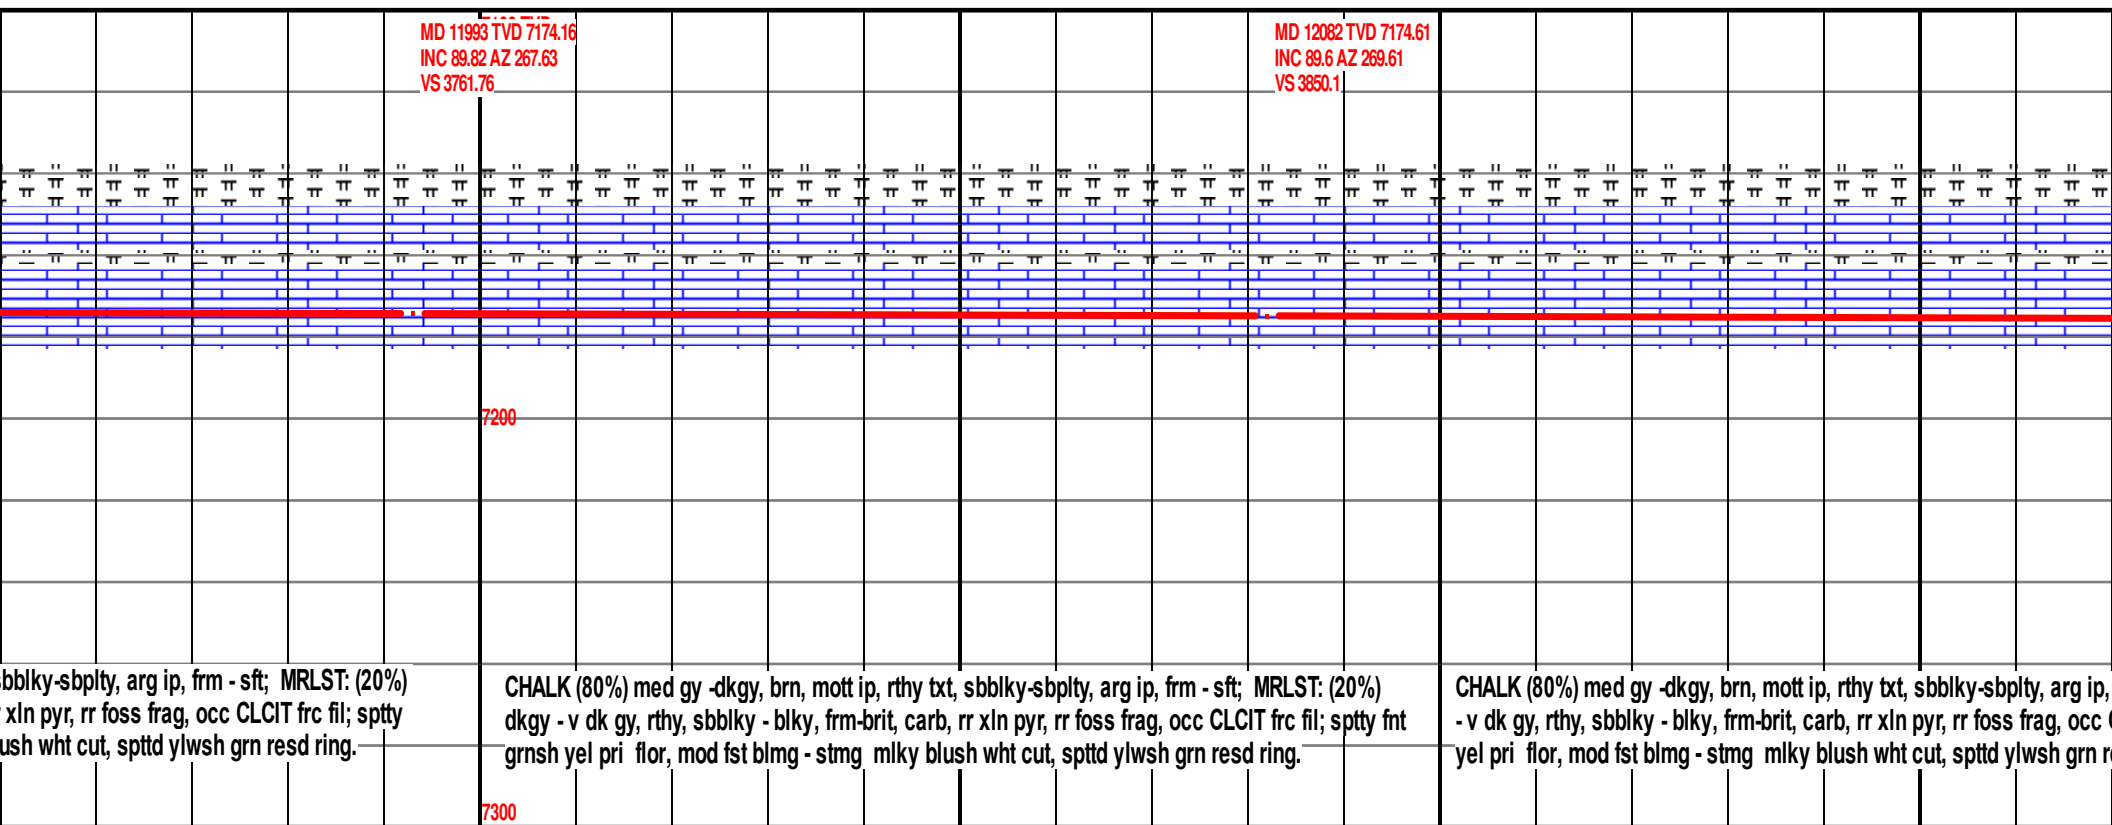 MD 11993 TVD 7174.16
INC 89.82 AZ 267.63
VS 3761.76
MD 12082 TVD 7174.61
INC 89.6 AZ 269.61
VS 3850.1
7200
sbblky-sbplty, arg ip, frm - sft; MRLST: (20%)
xln pyr, rr foss frag, occ CLCIT frc fil; sptty
wht cut, spttd ylwsh grn resd ring.
CHALK (80%) med gy -dkgy, brn, mott ip, rthy txt, sbblky-sbplty, arg ip, frm - sft; MRLST: (20%)
dkgy - v dk gy, rthy, sbblky - blky, frm-brit, carb, rr xln pyr, rr foss frag, occ CLCIT frc fil; sptty fnt
grnsh yel pri flor, mod fst blmg - stmg mlky blush wht cut, spttd ylwsh grn resd ring.
CHALK (80%) med gy -dkgy, brn, mott ip, rthy txt, sbblky-sbplty, arg ip,
- v dk gy, rthy, sbblky - blky, frm-brit, carb, rr xln pyr, rr foss frag, occ
yel pri flor, mod fst blmg - stmg mlky blush wht cut, spttd ylwsh grn
7300